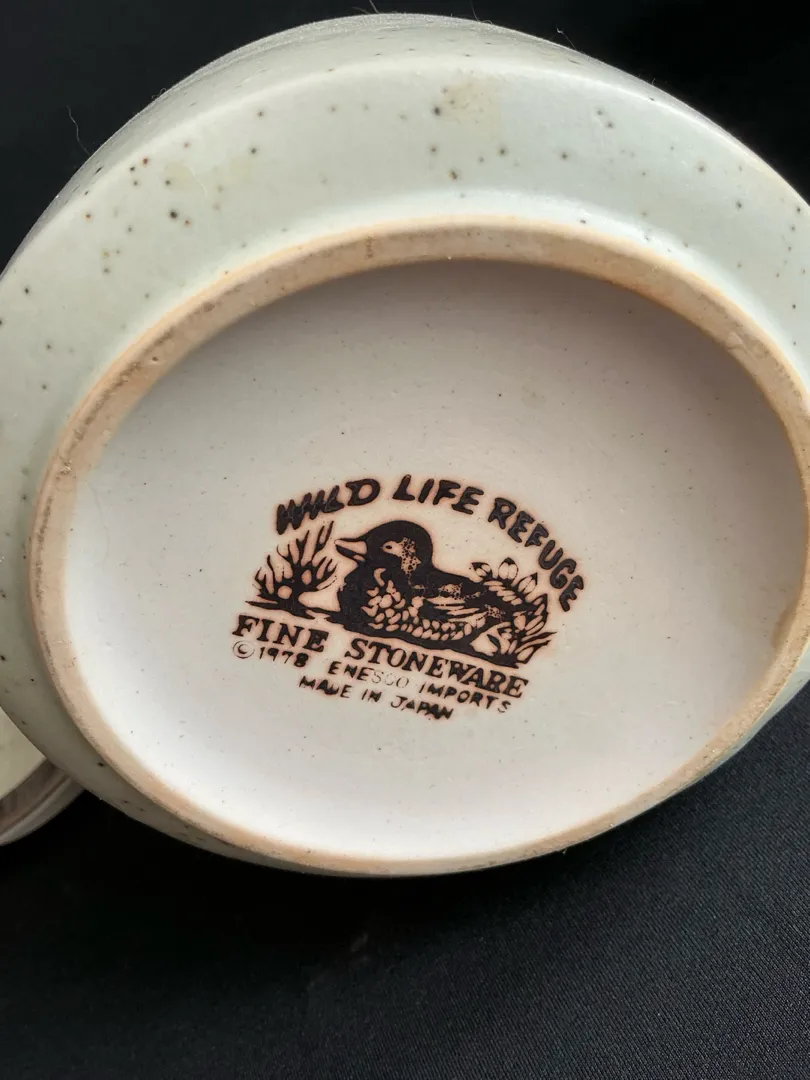 WILD LIFE REFUGE
FINE STONEWARE
©1978 ENESCO IMPORTS
MADE IN JAPAN